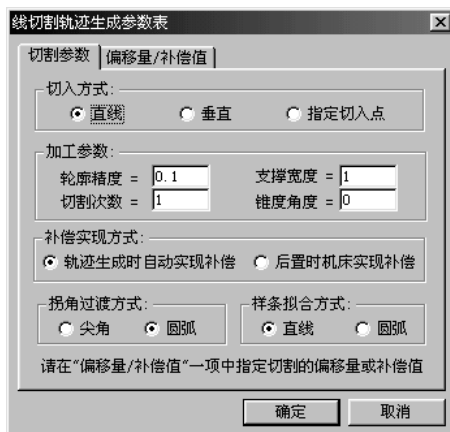 线切割轨迹生成参数表
切割参数 偏移量/补偿值
切入方式:
直线 垂直 指定切入点
加工参数:
轮廓精度 = 0.1 支撑宽度 = 1
切割次数 = 1 锥度角度 = 0
补偿实现方式:
轨迹生成时自动实现补偿 后置时机床实现补偿
拐角过渡方式: 样条拟合方式:
尖角 圆弧 直线 圆弧
请在"偏移量/补偿值"一项中指定切割的偏移量或补偿值
确定 取消